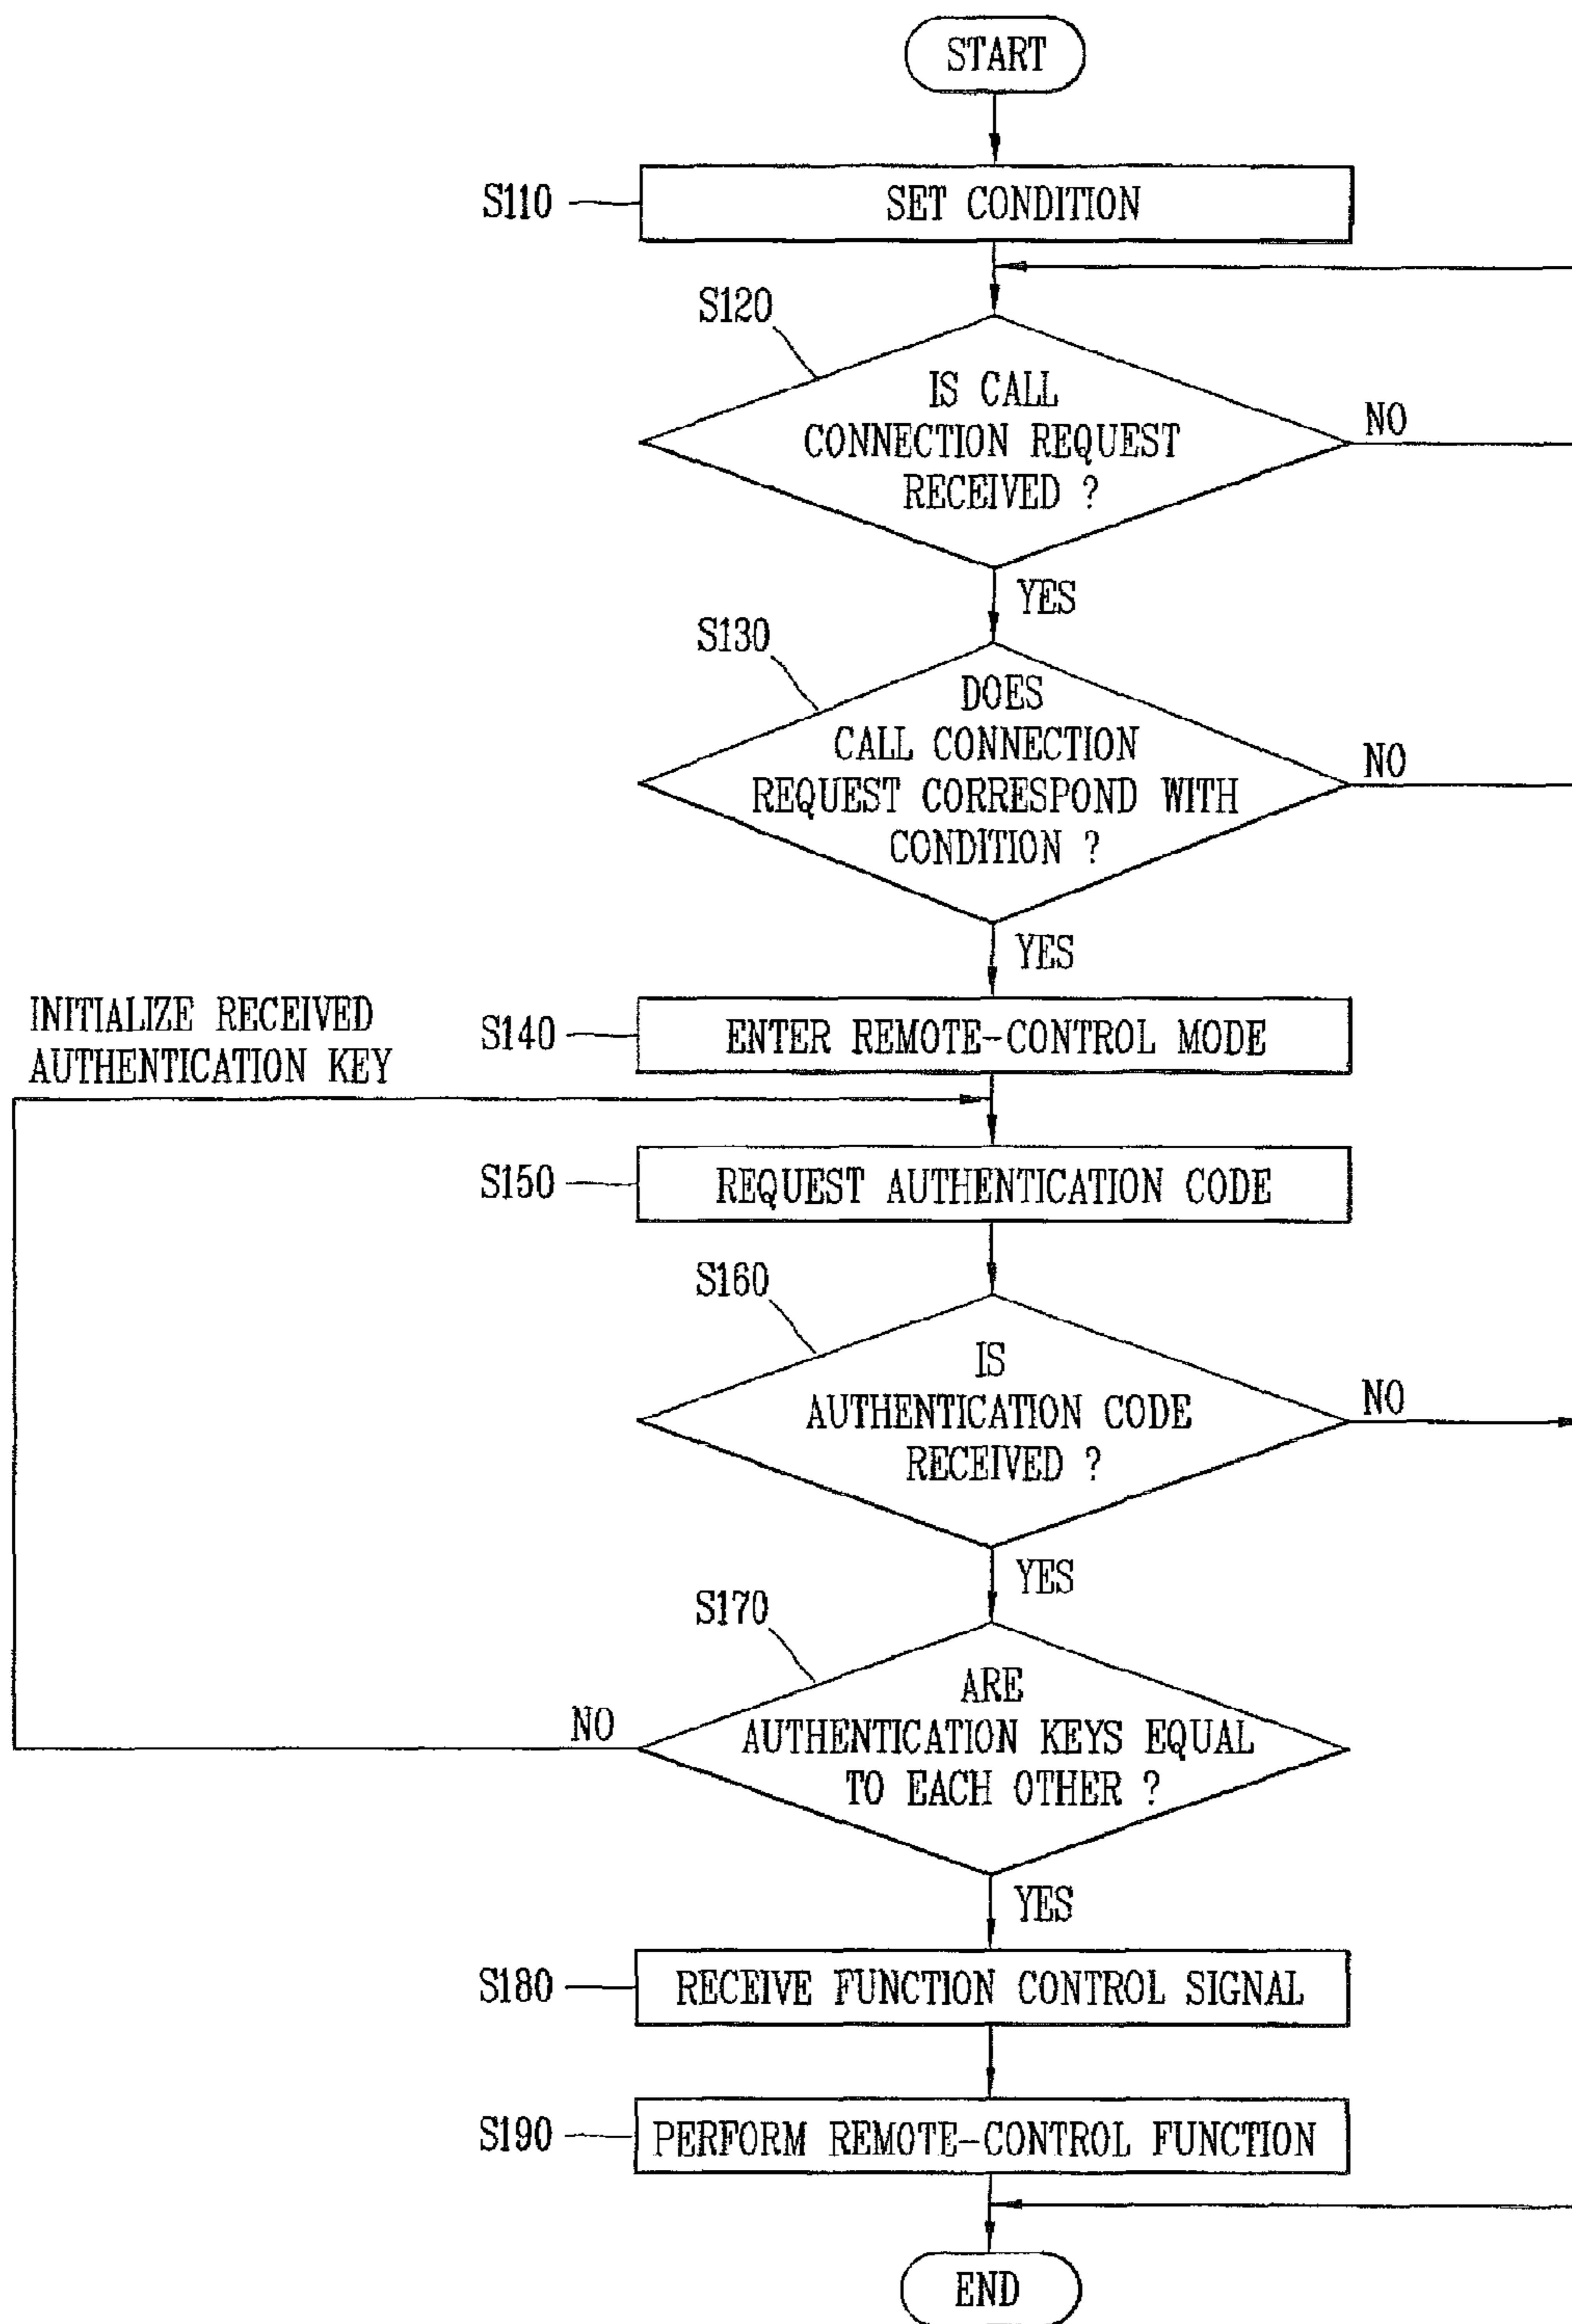 START
S110
SET CONDITION
S120
IS CALL
CONNECTION REQUEST
RECEIVED ?
NO
YES
S130
DOES
CALL CONNECTION
REQUEST CORRESPOND WITH
CONDITION ?
NO
YES
INITIALIZE RECEIVED
AUTHENTICATION KEY
S140
ENTER REMOTE-CONTROL MODE
S150
REQUEST AUTHENTICATION CODE
S160
IS
AUTHENTICATION CODE
RECEIVED ?
NO
YES
S170
ARE
AUTHENTICATION KEYS EQUAL
TO EACH OTHER ?
NO
YES
S180
RECEIVE FUNCTION CONTROL SIGNAL
S190
PERFORM REMOTE-CONTROL FUNCTION
END